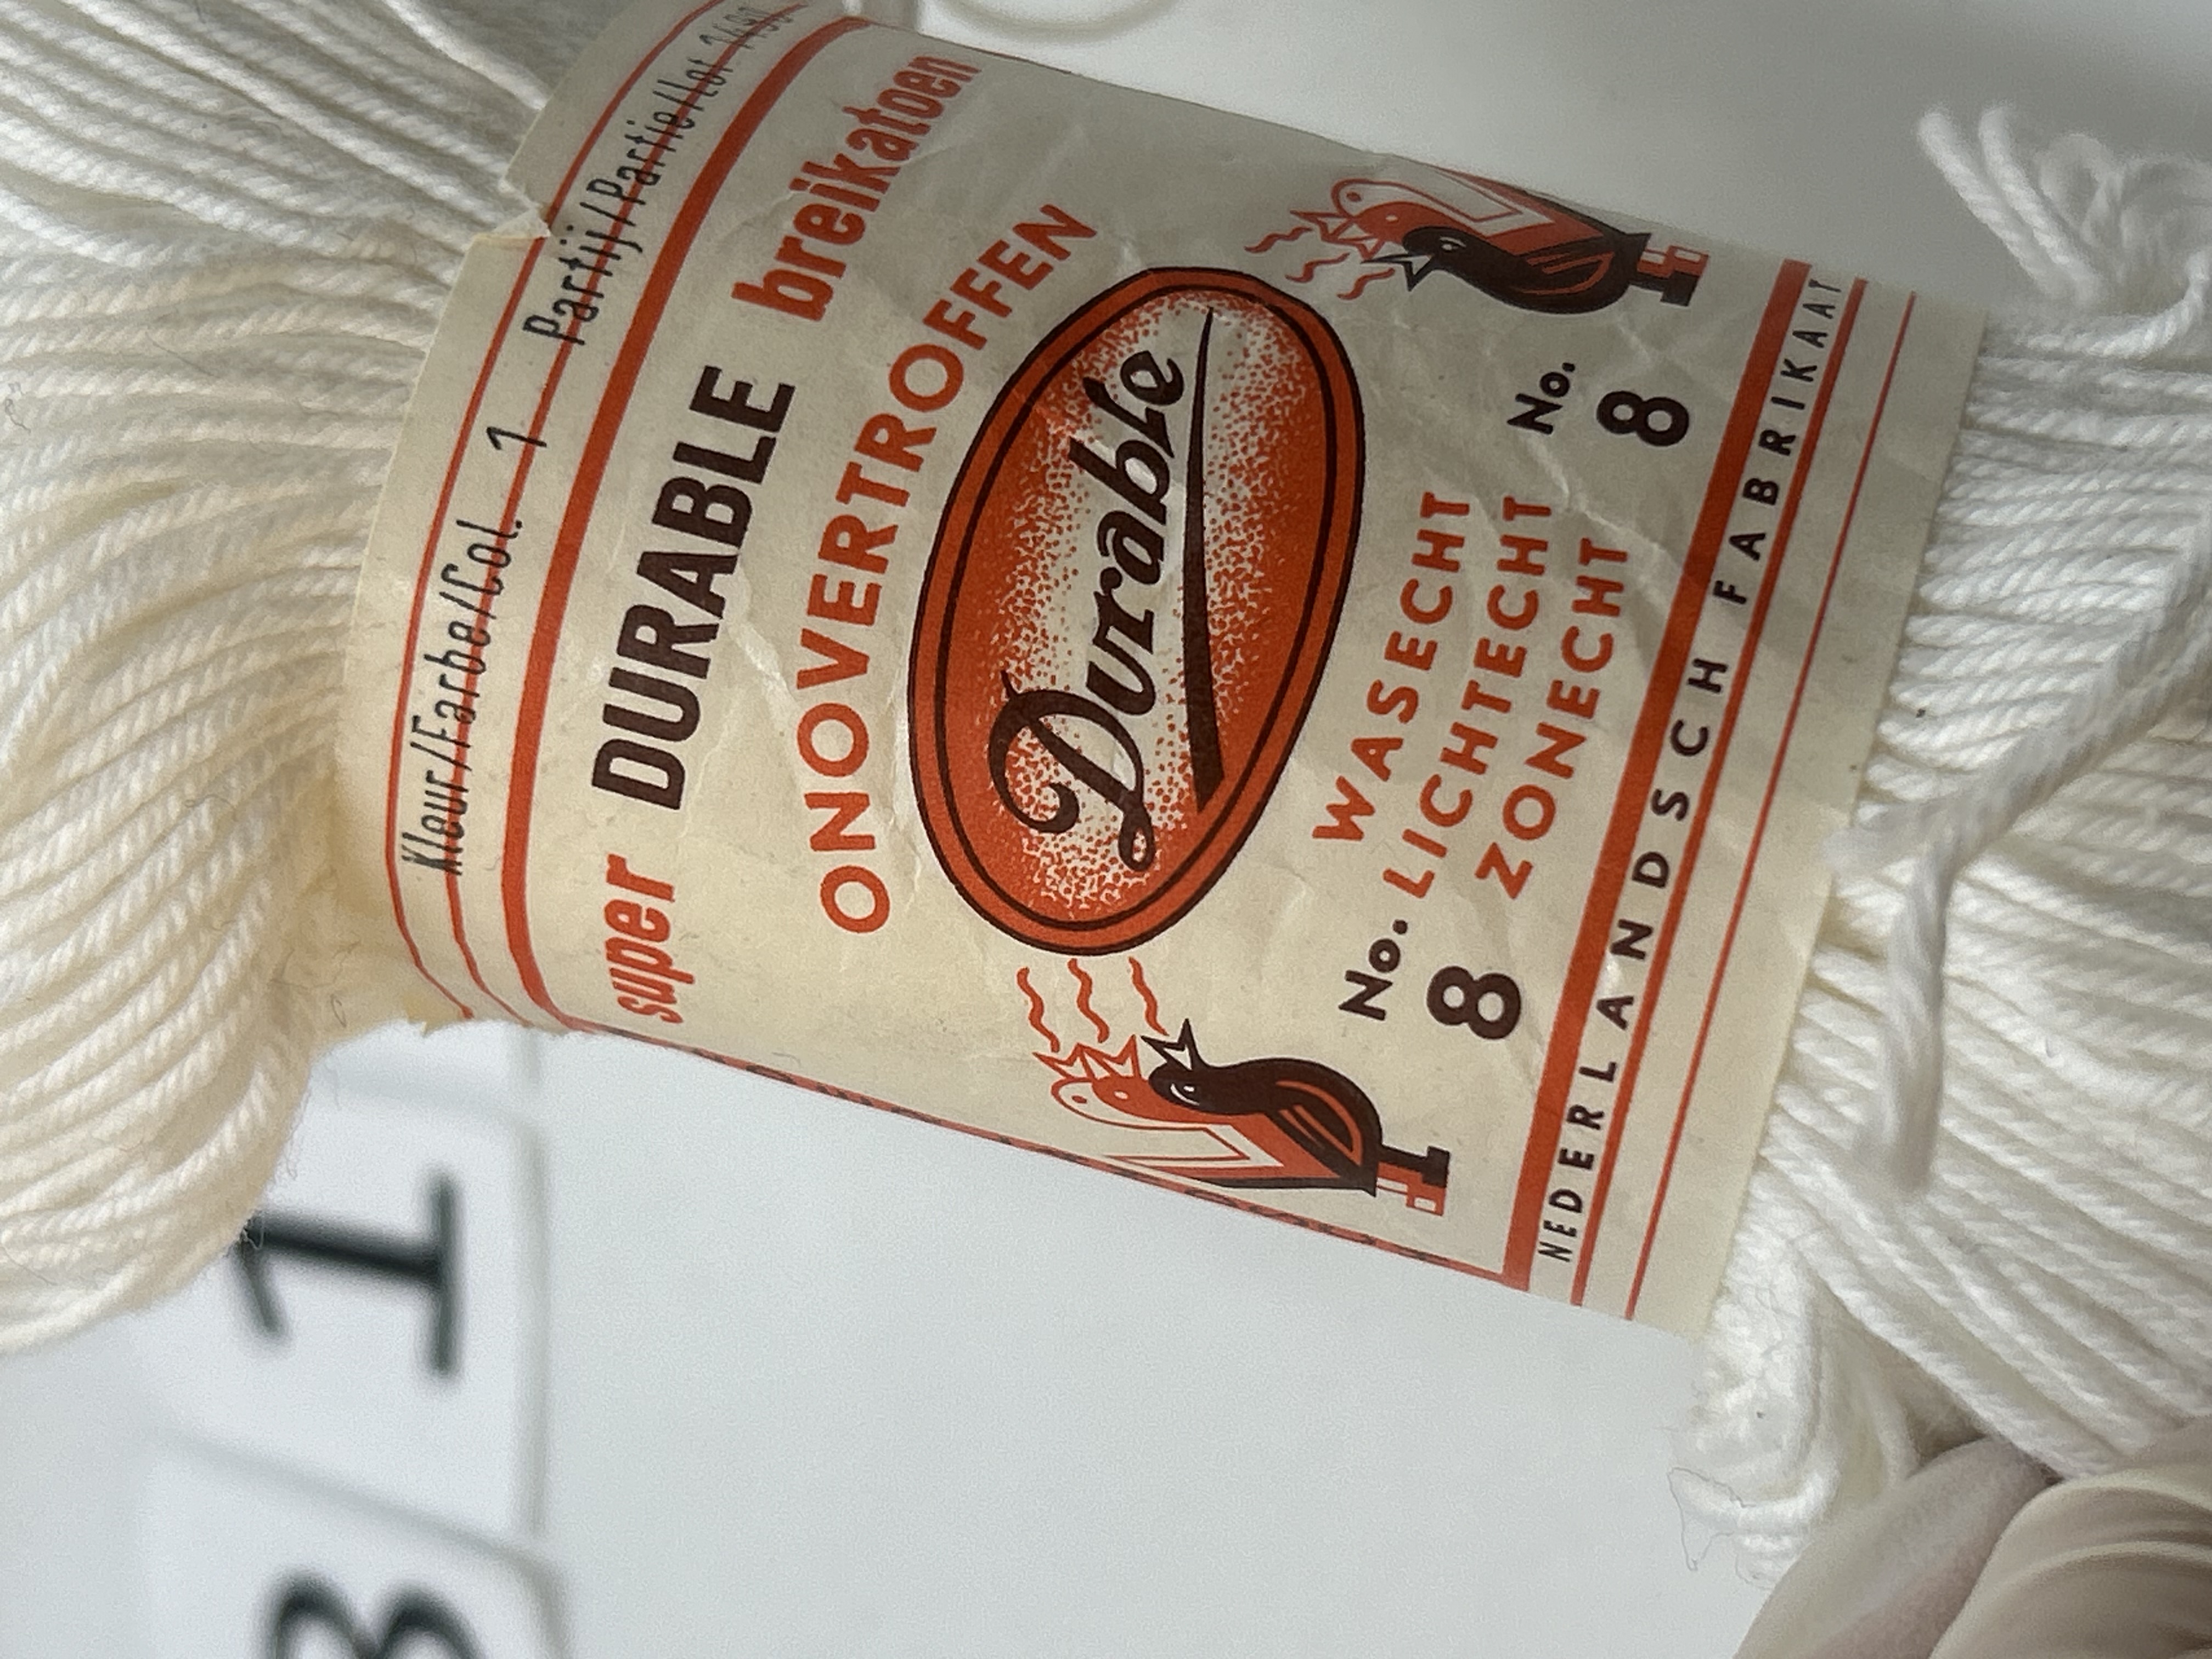 Kleur/Farbe/Col. 1 Partij/Partie/Lot
super DURABLE breikatoen
ONOVERTROFFEN
Durable
WASECHT
No. LICHTECHT No.
8 ZONECHT 8
NEDERLANDSCH FABRIKAAT
1
3